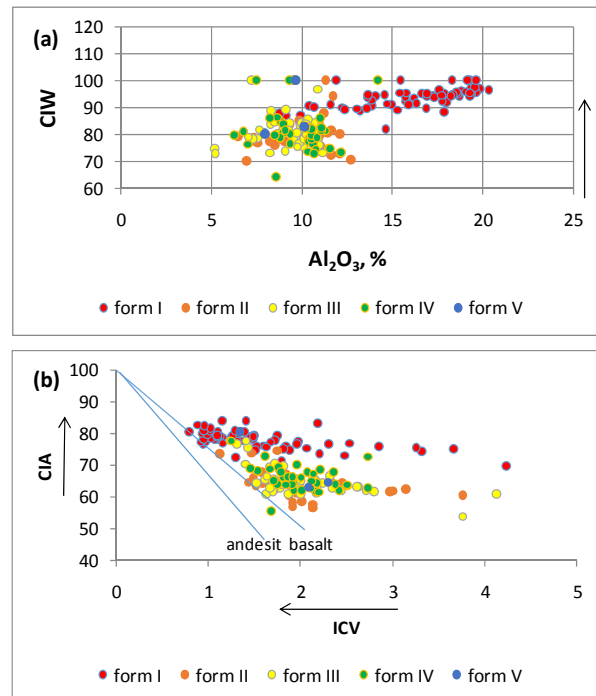 (a)
CIW
120
110
100
90
80
70
60
0 5 10 15 20 25
Al₂O₃, %
form I form II form III form IV form V
(b)
CIA
100
90
80
70
60
50
40
andesit basalt
0 1 2 3 4 5
ICV
form I form II form III form IV form V